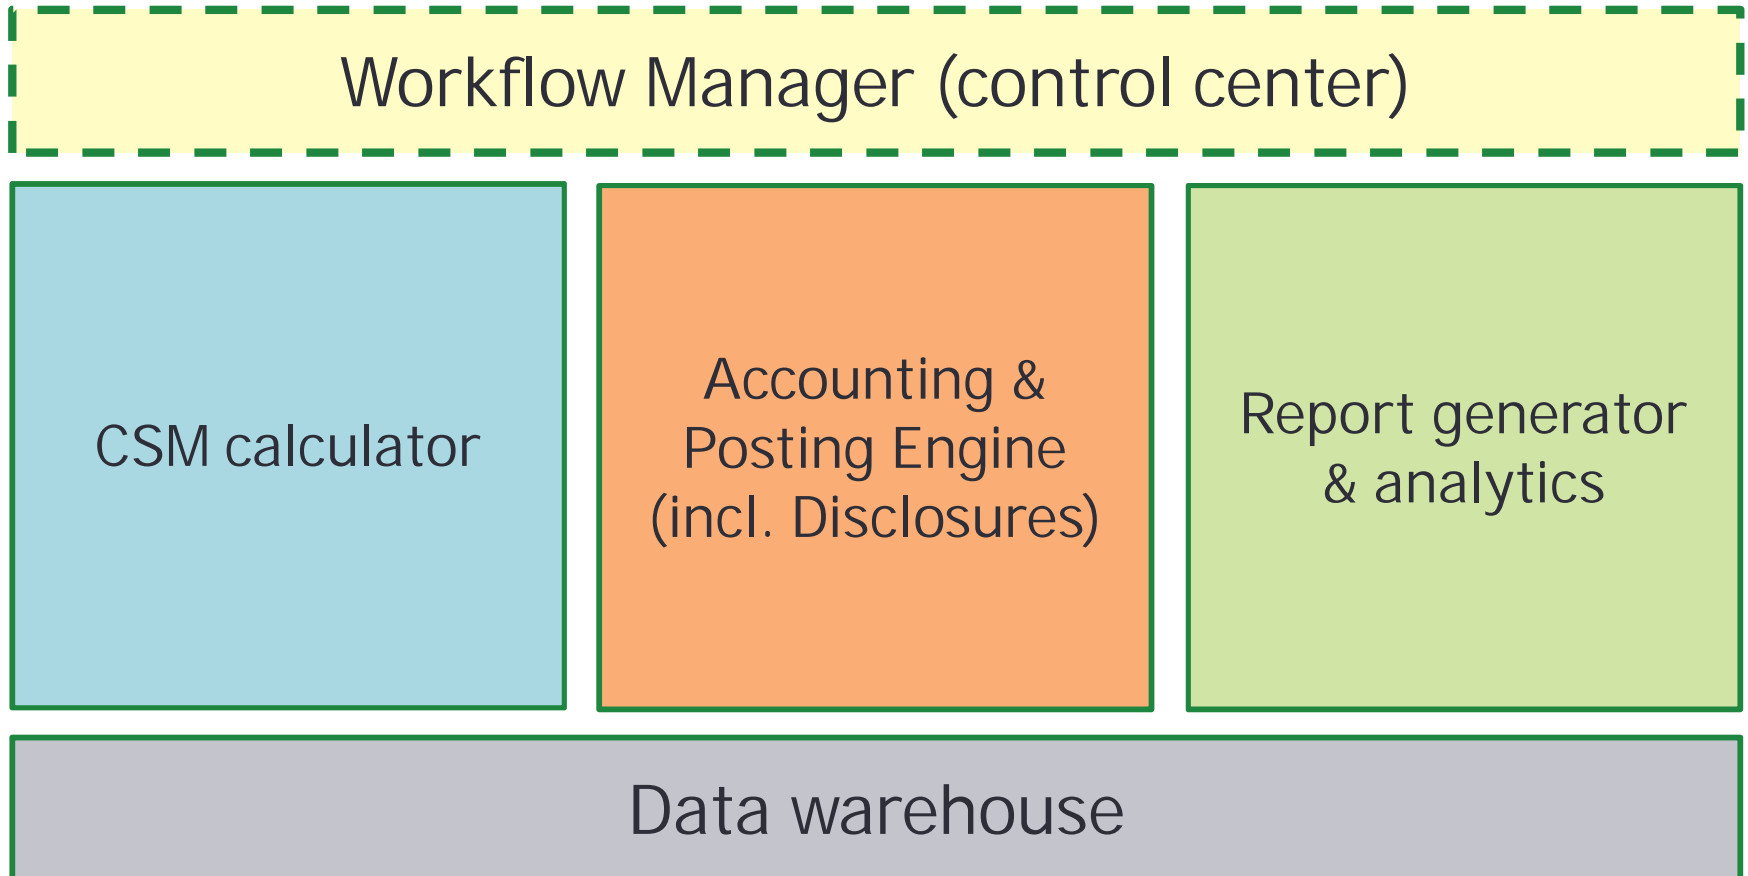 Workflow Manager (control center)
CSM calculator
Accounting &
Posting Engine
(incl. Disclosures)
Report generator
& analytics
Data warehouse